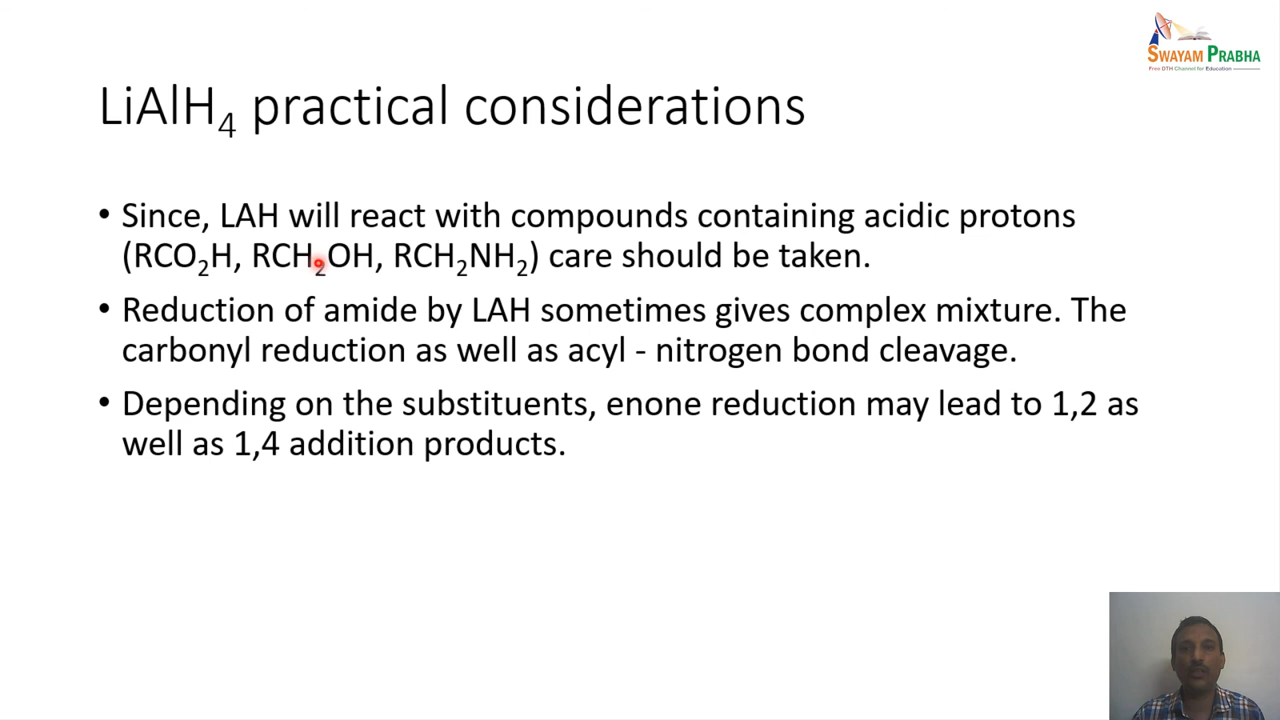 SWAYAM PRABHA
Free DTH Channel for Education
LiAlH₄ practical considerations
• Since, LAH will react with compounds containing acidic protons
(RCO₂H, RCH₂OH, RCH₂NH₂) care should be taken.
• Reduction of amide by LAH sometimes gives complex mixture. The
carbonyl reduction as well as acyl - nitrogen bond cleavage.
• Depending on the substituents, enone reduction may lead to 1,2 as
well as 1,4 addition products.